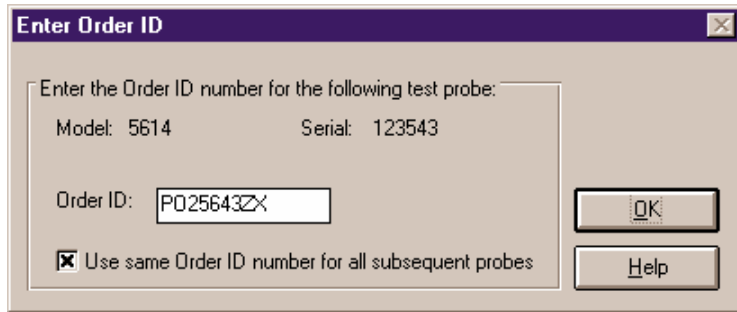 Enter Order ID
Enter the Order ID number for the following test probe:
Model: 5614 Serial: 123543
Order ID: PO25643ZX
OK
Use same Order ID number for all subsequent probes
Help